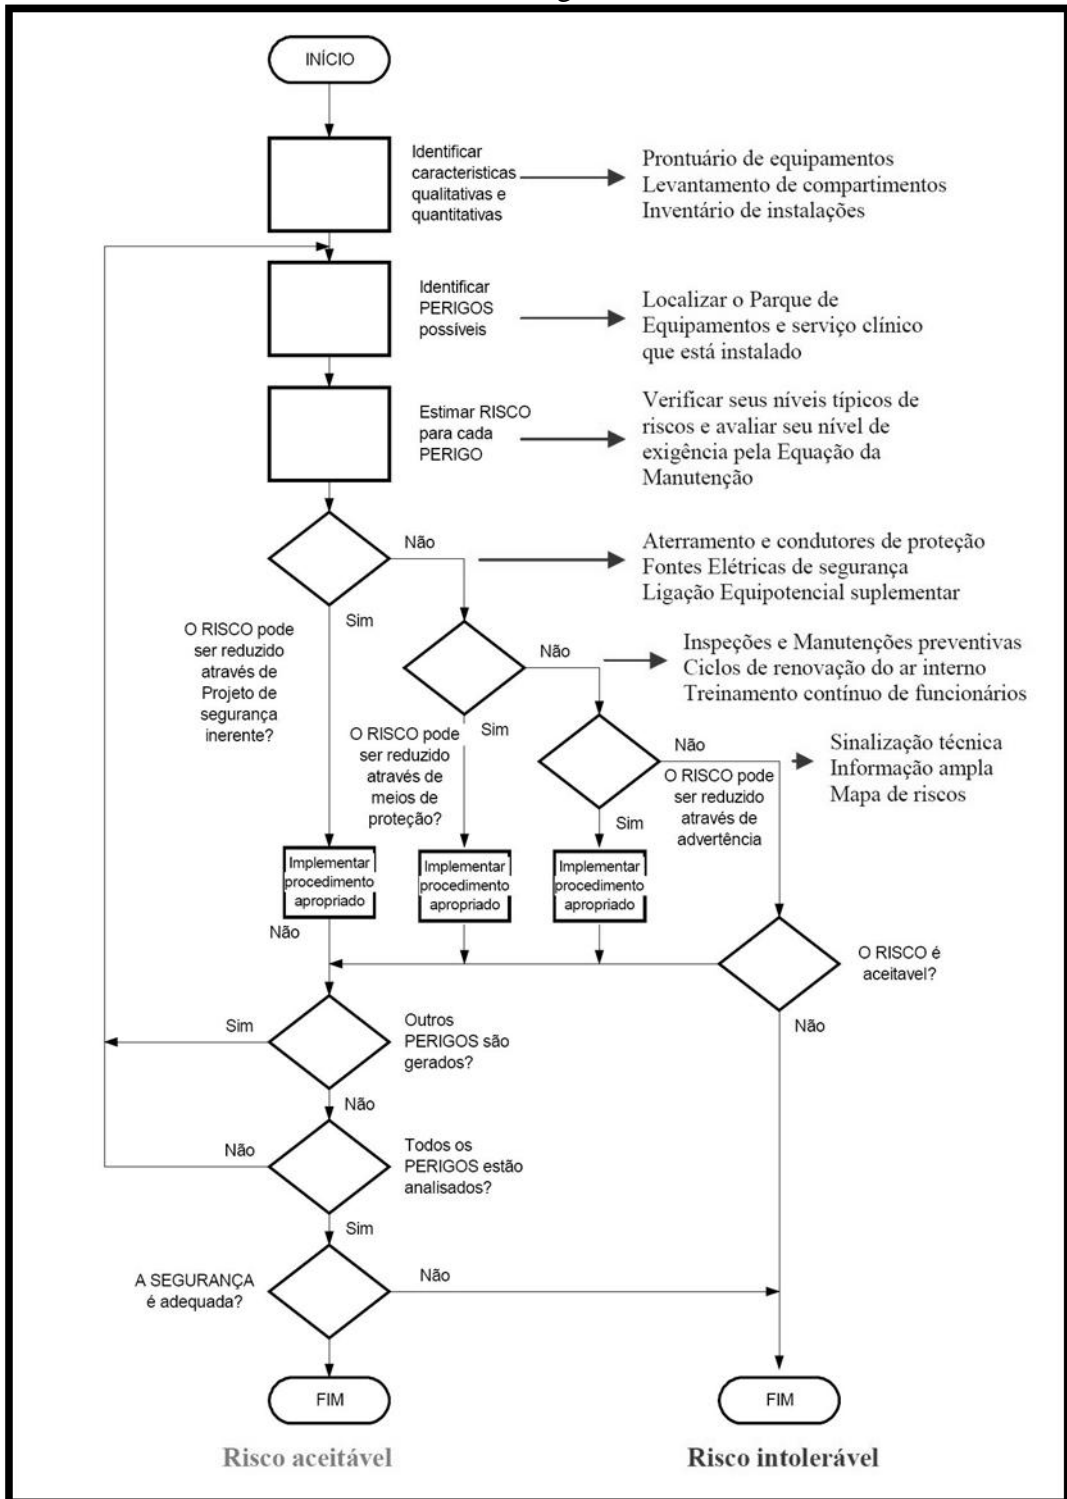 INÍCIO
Identificar
caracteristicas
qualitativas e
quantitativas
Prontuário de equipamentos
Levantamento de compartimentos
Inventário de instalações
Identificar
PERIGOS
possíveis
Localizar o Parque de
Equipamentos e serviço clínico
que está instalado
Estimar RISCO
para cada
PERIGO
Verificar seus níveis típicos de
riscos e avaliar seu nível de
exigência pela Equação da
Manutenção
Não
Aterramento e condutores de proteção
Fontes Elétricas de segurança
Ligação Equipotencial suplementar
Sim
O RISCO pode
ser reduzido
através de
Projeto de
segurança
inerente?
Não
Inspeções e Manutenções preventivas
Ciclos de renovação do ar interno
Treinamento contínuo de funcionários
Sim
O RISCO pode
ser reduzido
através de
meios de
proteção?
Não
Sinalização técnica
Informação ampla
Mapa de riscos
O RISCO pode
ser reduzido
através de
advertência
Sim
Implementar
procedimento
apropriado
Implementar
procedimento
apropriado
Implementar
procedimento
apropriado
Não
O RISCO é
aceitavel?
Não
Sim
Outros
PERIGOS são
gerados?
Não
Não
Todos os
PERIGOS estão
analisados?
Sim
A SEGURANÇA
é adequada?
Não
FIM
FIM
Risco aceitável
Risco intolerável